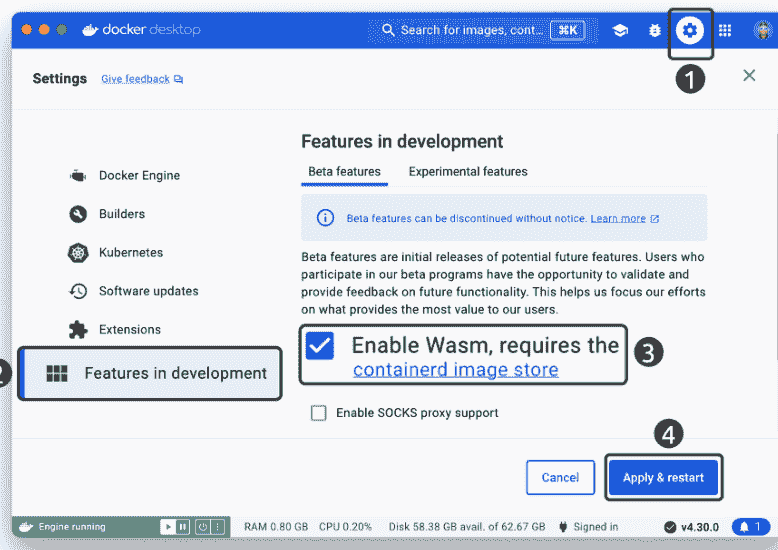 docker desktop
Search for images, cont... ⌘K
1
Settings Give feedback
Features in development
Beta features Experimental features
Docker Engine
Builders
Kubernetes
Software updates
Extensions
2 Features in development
Beta features can be discontinued without notice. Learn more
Beta features are initial releases of potential future features. Users who
participate in our beta programs have the opportunity to validate and
provide feedback on future functionality. This helps us focus our efforts
on what provides the most value to our users.
Enable Wasm, requires the
containerd image store
3
Enable SOCKS proxy support
4
Cancel Apply & restart
Engine running RAM 0.80 GB CPU 0.20% Disk 58.38 GB avail. of 62.67 GB Signed in v4.30.0 1